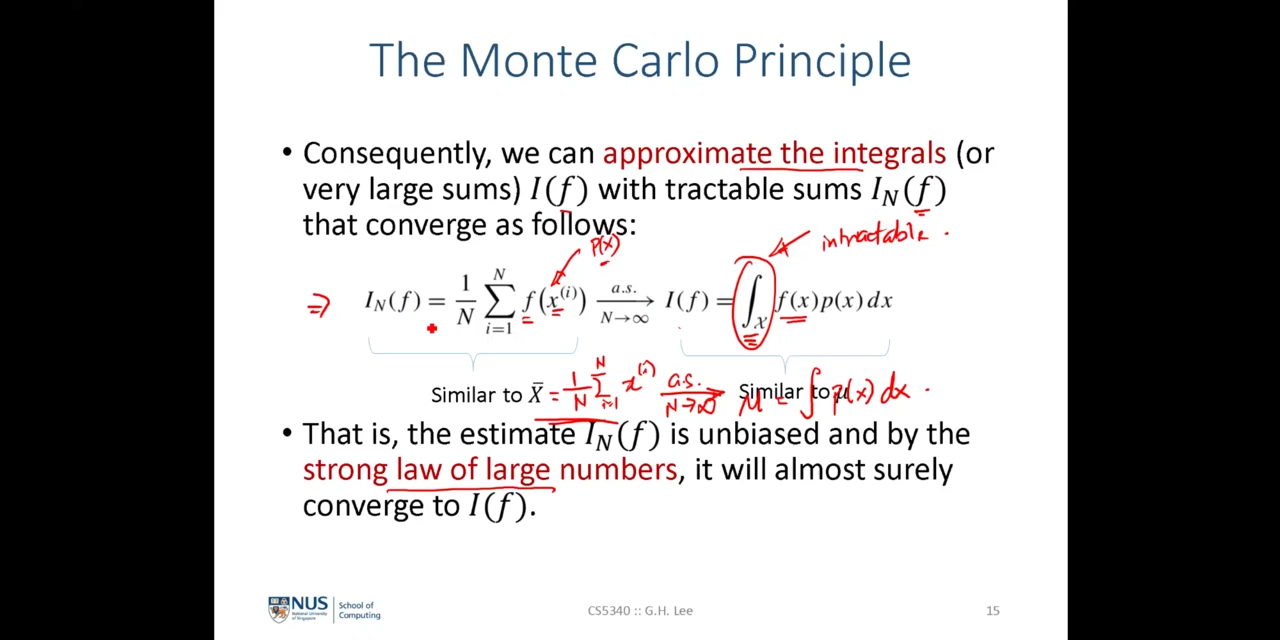 The Monte Carlo Principle
• Consequently, we can approximate the integrals (or
very large sums) I(f) with tractable sums I_N(f)
that converge as follows:
p(x)
intractable.
⇒ I_N(f) = 1/N ∑_{i=1}^{N} f(x^{(i)}) a.s. → N→∞ I(f) = ∫_X f(x)p(x)dx
Similar to X̄ = 1/N ∑_{i=1}^{N} x^{(i)} a.s. → N→∞ Similar to μ μ = ∫ p(x) dx.
• That is, the estimate I_N(f) is unbiased and by the
strong law of large numbers, it will almost surely
converge to I(f).
NUS
National University
of Singapore
School of
Computing
CS5340 :: G.H. Lee
15